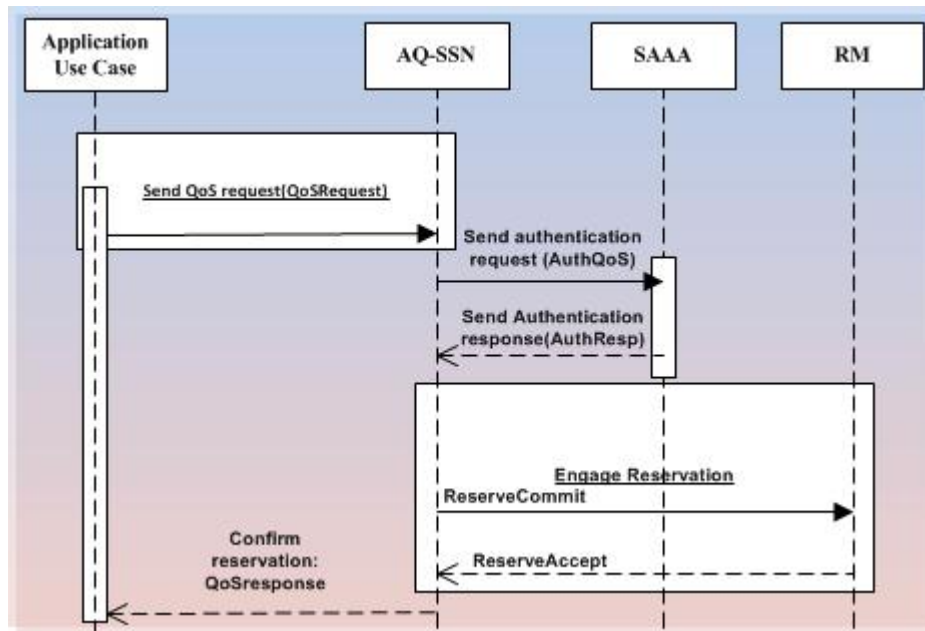 Application
Use Case
AQ-SSN
SAAA
RM
Send QoS request(QoSRequest)
Send authentication
request (AuthQoS)
Send Authentication
response(AuthResp)
Engage Reservation
ReserveCommit
ReserveAccept
Confirm
reservation:
QoSresponse